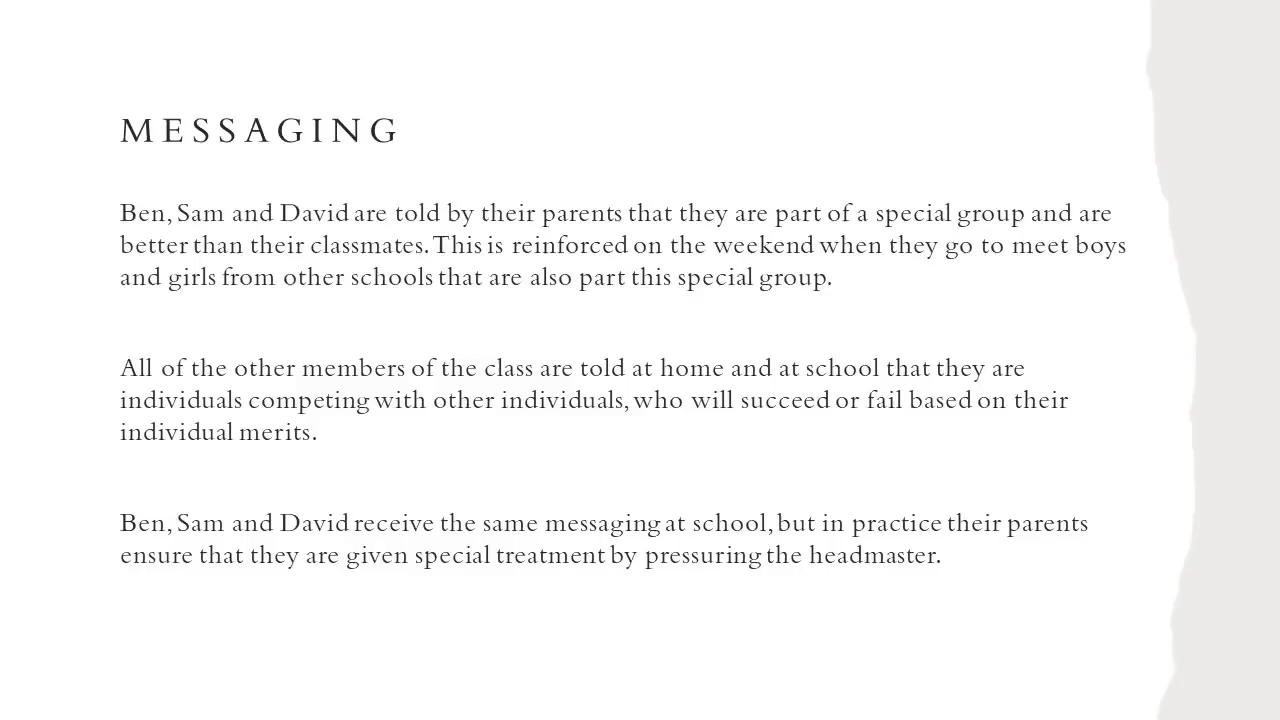 MESSAGING
Ben, Sam and David are told by their parents that they are part of a special group and are
better than their classmates. This is reinforced on the weekend when they go to meet boys
and girls from other schools that are also part this special group.
All of the other members of the class are told at home and at school that they are
individuals competing with other individuals, who will succeed or fail based on their
individual merits.
Ben, Sam and David receive the same messaging at school, but in practice their parents
ensure that they are given special treatment by pressuring the headmaster.